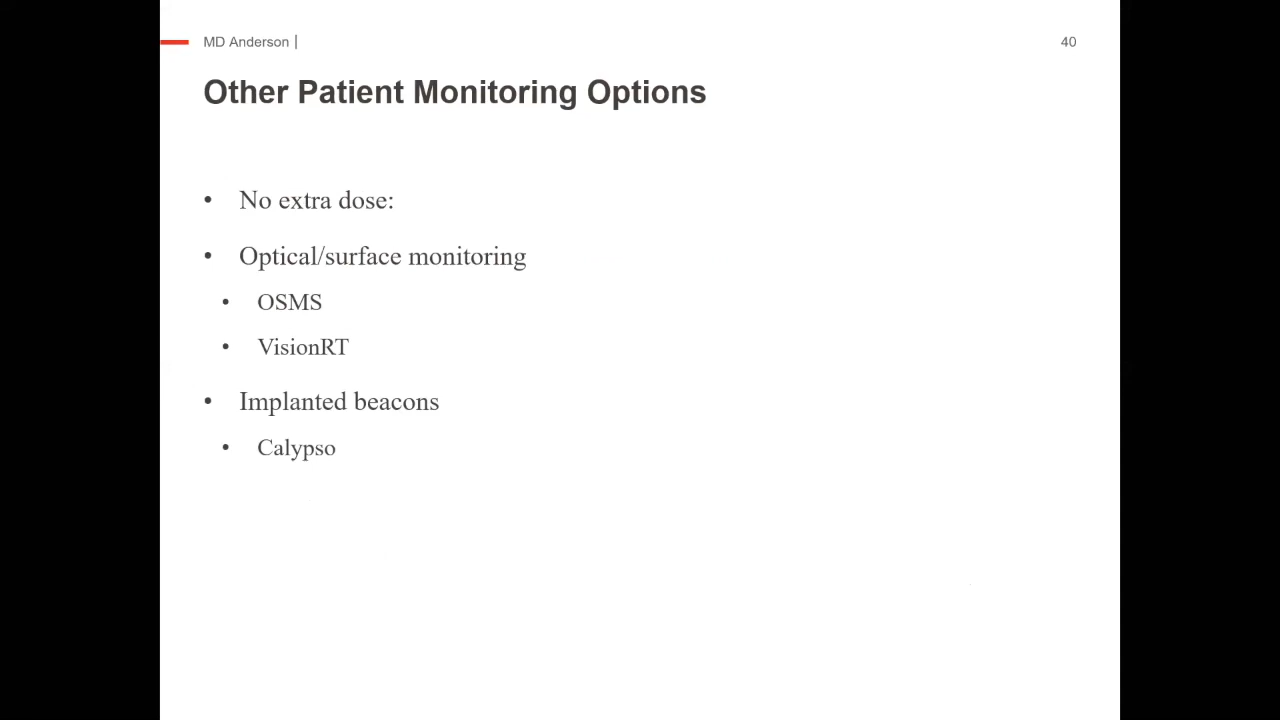 MD Anderson |
40
Other Patient Monitoring Options
• No extra dose:
• Optical/surface monitoring
• OSMS
• VisionRT
• Implanted beacons
• Calypso